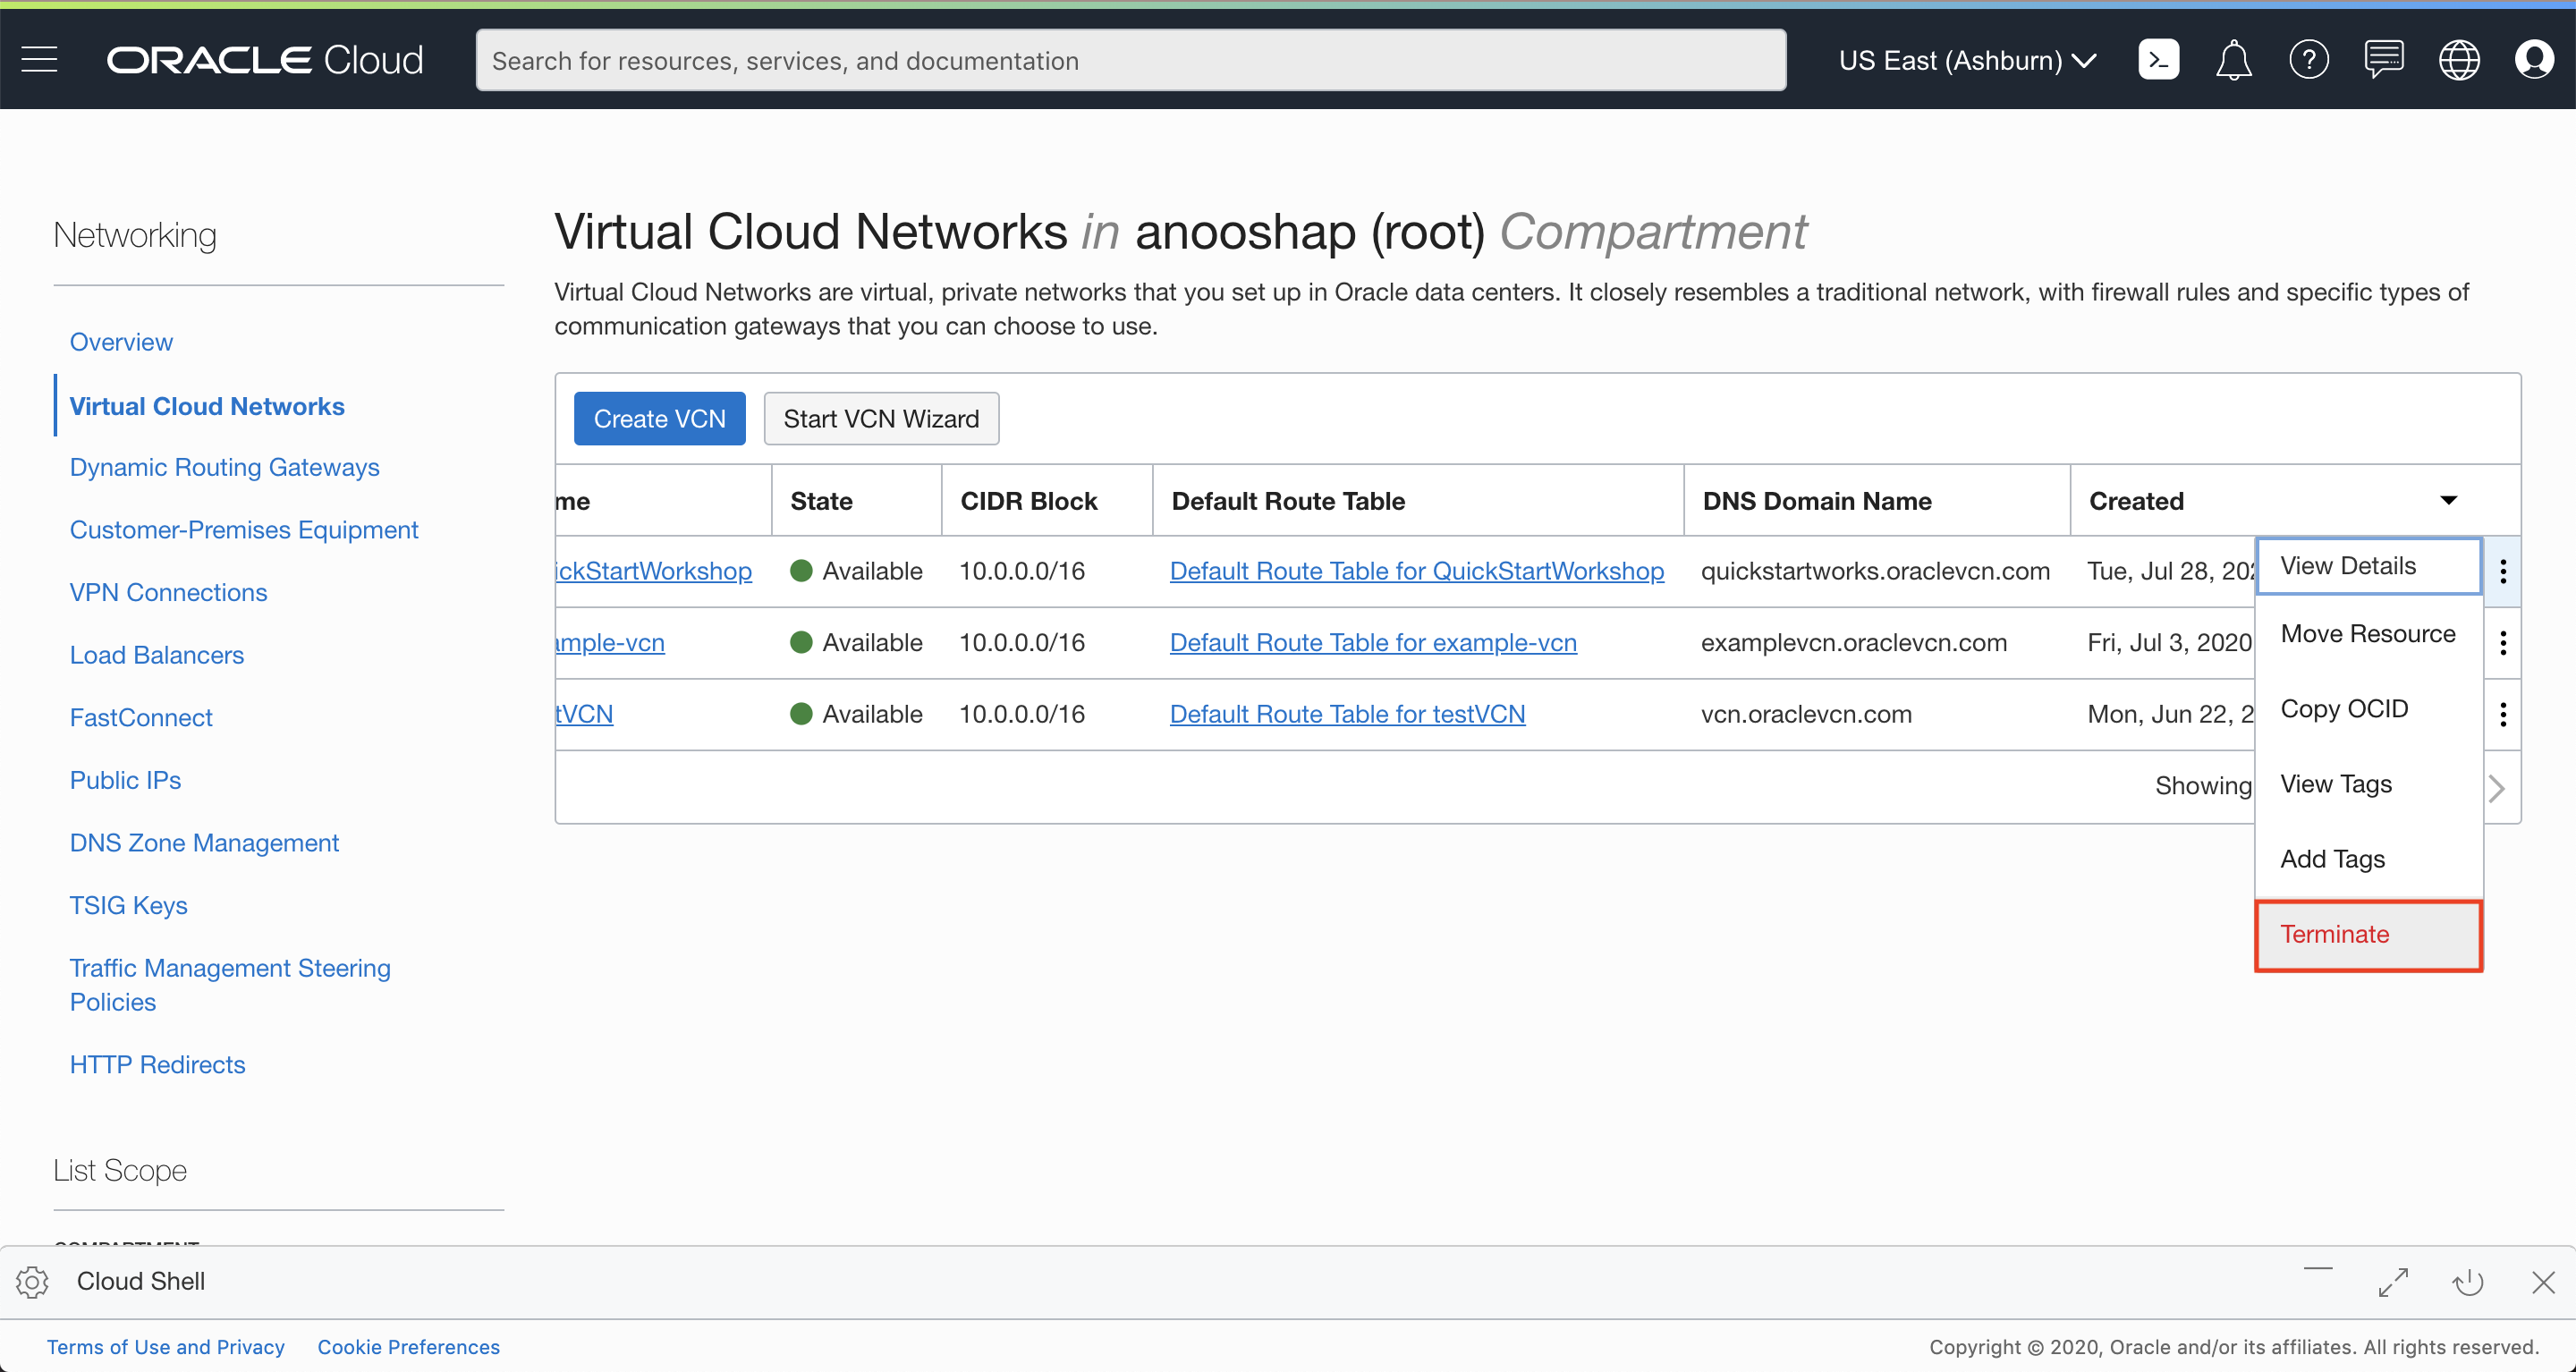 ORACLE Cloud
Search for resources, services, and documentation
US East (Ashburn)
Networking
Overview
Virtual Cloud Networks
Dynamic Routing Gateways
Customer-Premises Equipment
VPN Connections
Load Balancers
FastConnect
Public IPs
DNS Zone Management
TSIG Keys
Traffic Management Steering
Policies
HTTP Redirects
List Scope
Virtual Cloud Networks in anooshap (root) Compartment
Virtual Cloud Networks are virtual, private networks that you set up in Oracle data centers. It closely resembles a traditional network, with firewall rules and specific types of
communication gateways that you can choose to use.
Create VCN Start VCN Wizard
me State CIDR Block Default Route Table DNS Domain Name Created
ickStartWorkshop Available 10.0.0.0/16 Default Route Table for QuickStartWorkshop quickstartworks.oraclevcn.com Tue, Jul 28, 202
mple-vcn Available 10.0.0.0/16 Default Route Table for example-vcn examplevcn.oraclevcn.com Fri, Jul 3, 2020
tVCN Available 10.0.0.0/16 Default Route Table for testVCN vcn.oraclevcn.com Mon, Jun 22, 2
Showing
View Details
Move Resource
Copy OCID
View Tags
Add Tags
Terminate
Cloud Shell
Terms of Use and Privacy Cookie Preferences
Copyright © 2020, Oracle and/or its affiliates. All rights reserved.